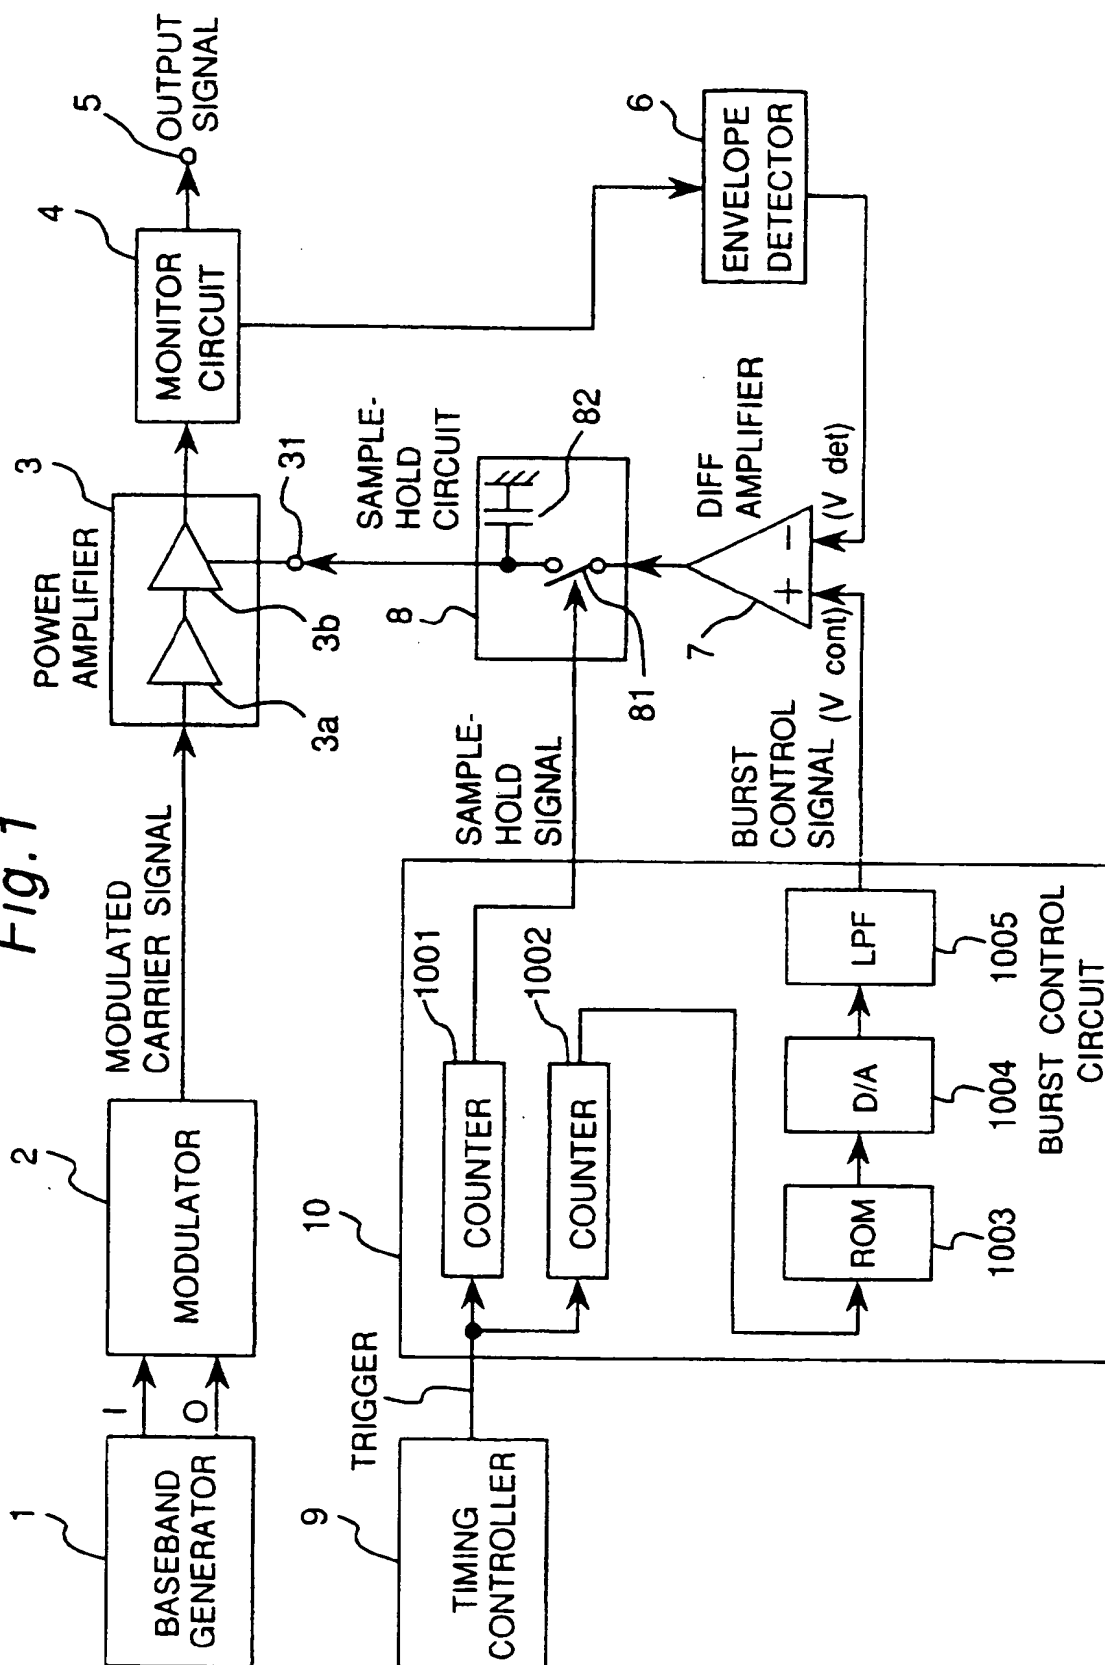 Fig. 1
1
BASEBAND
GENERATOR
I
O
2
MODULATOR
MODULATED
CARRIER SIGNAL
POWER
AMPLIFIER
3
3a
3b
31
4
MONITOR
CIRCUIT
5
OUTPUT
SIGNAL
6
ENVELOPE
DETECTOR
SAMPLE-
HOLD
CIRCUIT
8
82
81
DIFF
AMPLIFIER
7
+
−
(V det)
(V cont)
SAMPLE-
HOLD
SIGNAL
BURST
CONTROL
SIGNAL
9
TIMING
CONTROLLER
TRIGGER
10
COUNTER
1001
COUNTER
1002
ROM
1003
D/A
1004
LPF
1005
BURST CONTROL
CIRCUIT